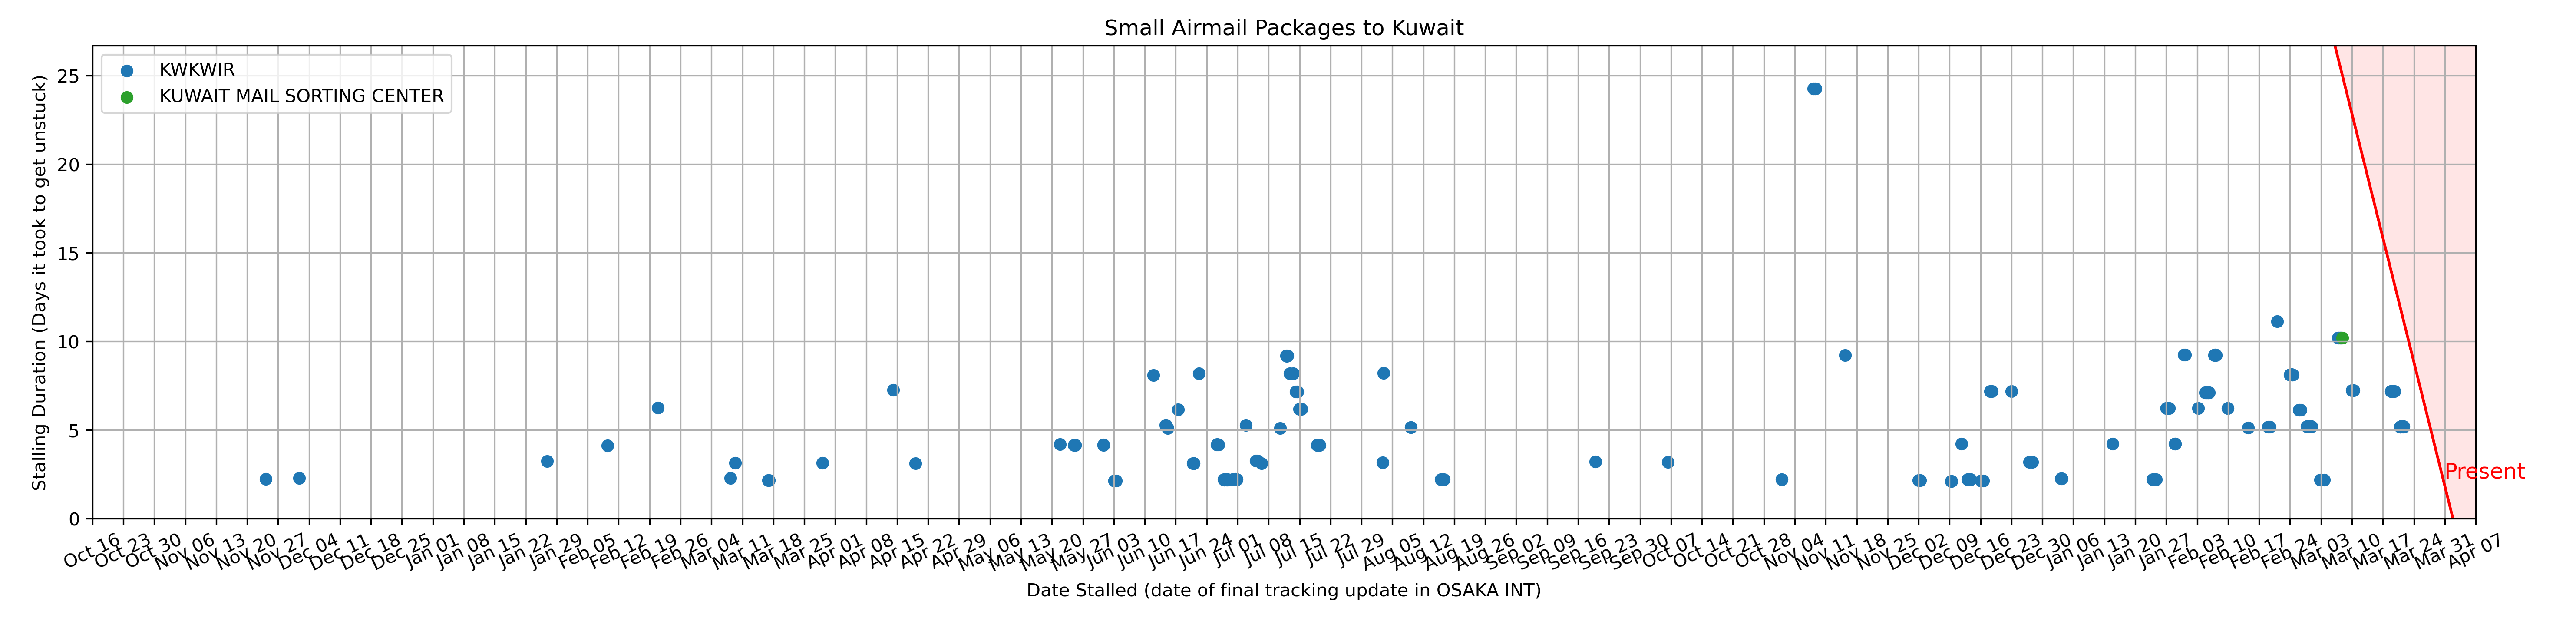 Small Airmail Packages to Kuwait
KWKWIR
KUWAIT MAIL SORTING CENTER
Stalling Duration (Days it took to get unstuck)
25
20
15
10
5
0
Present
Oct 16
Oct 23
Oct 30
Nov 06
Nov 13
Nov 20
Nov 27
Dec 04
Dec 11
Dec 18
Dec 25
Jan 01
Jan 08
Jan 15
Jan 22
Jan 29
Feb 05
Feb 12
Feb 19
Feb 26
Mar 04
Mar 11
Mar 18
Mar 25
Apr 01
Apr 08
Apr 15
Apr 22
Apr 29
May 06
May 13
May 20
May 27
Jun 03
Jun 10
Jun 17
Jun 24
Jul 01
Jul 08
Jul 15
Jul 22
Jul 29
Aug 05
Aug 12
Aug 19
Aug 26
Sep 02
Sep 09
Sep 16
Sep 23
Sep 30
Oct 07
Oct 14
Oct 21
Oct 28
Nov 04
Nov 11
Nov 18
Nov 25
Dec 02
Dec 09
Dec 16
Dec 23
Dec 30
Jan 06
Jan 13
Jan 20
Jan 27
Feb 03
Feb 10
Feb 17
Feb 24
Mar 03
Mar 10
Mar 17
Mar 24
Mar 31
Apr 07
Date Stalled (date of final tracking update in OSAKA INT)